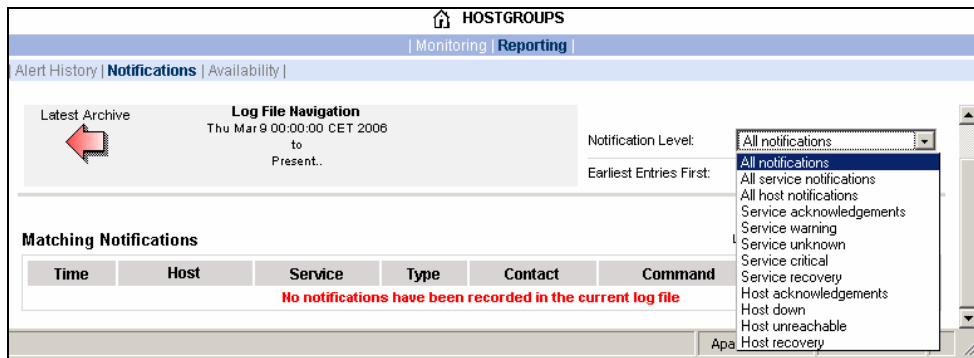 HOSTGROUPS
| Monitoring | Reporting |
| Alert History | Notifications | Availability |
Latest Archive
Log File Navigation
Thu Mar 9 00:00:00 CET 2006
to
Present..
Notification Level:
All notifications
Earliest Entries First:
All notifications
All service notifications
All host notifications
Service acknowledgements
Service warning
Service unknown
Service critical
Service recovery
Host acknowledgements
Host down
Host unreachable
Host recovery
Matching Notifications
Time Host Service Type Contact Command
No notifications have been recorded in the current log file
Apa